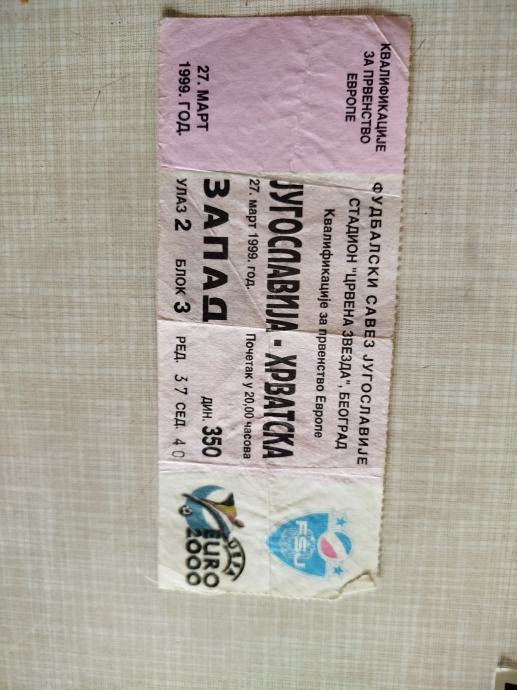 КВАЛИФИКАЦИЈЕ
ЗА ПРВЕНСТВО
ЕВРОПЕ
27. МАРТ
1999. ГОД.
ФУДБАЛСКИ САВЕЗ ЈУГОСЛАВИЈЕ
СТАДИОН "ЦРВЕНА ЗВЕЗДА", БЕОГРАД
Квалификације за првенство Европе
ЈУГОСЛАВИЈА - ХРВАТСКА
27. март 1999. год. Почетак у 20,00 часова
ЗАПАД ДИН. 350
УЛАЗ 2 БЛОК 3 РЕД. 37 СЕД. 40
FSJ
UEFA
EURO
2000